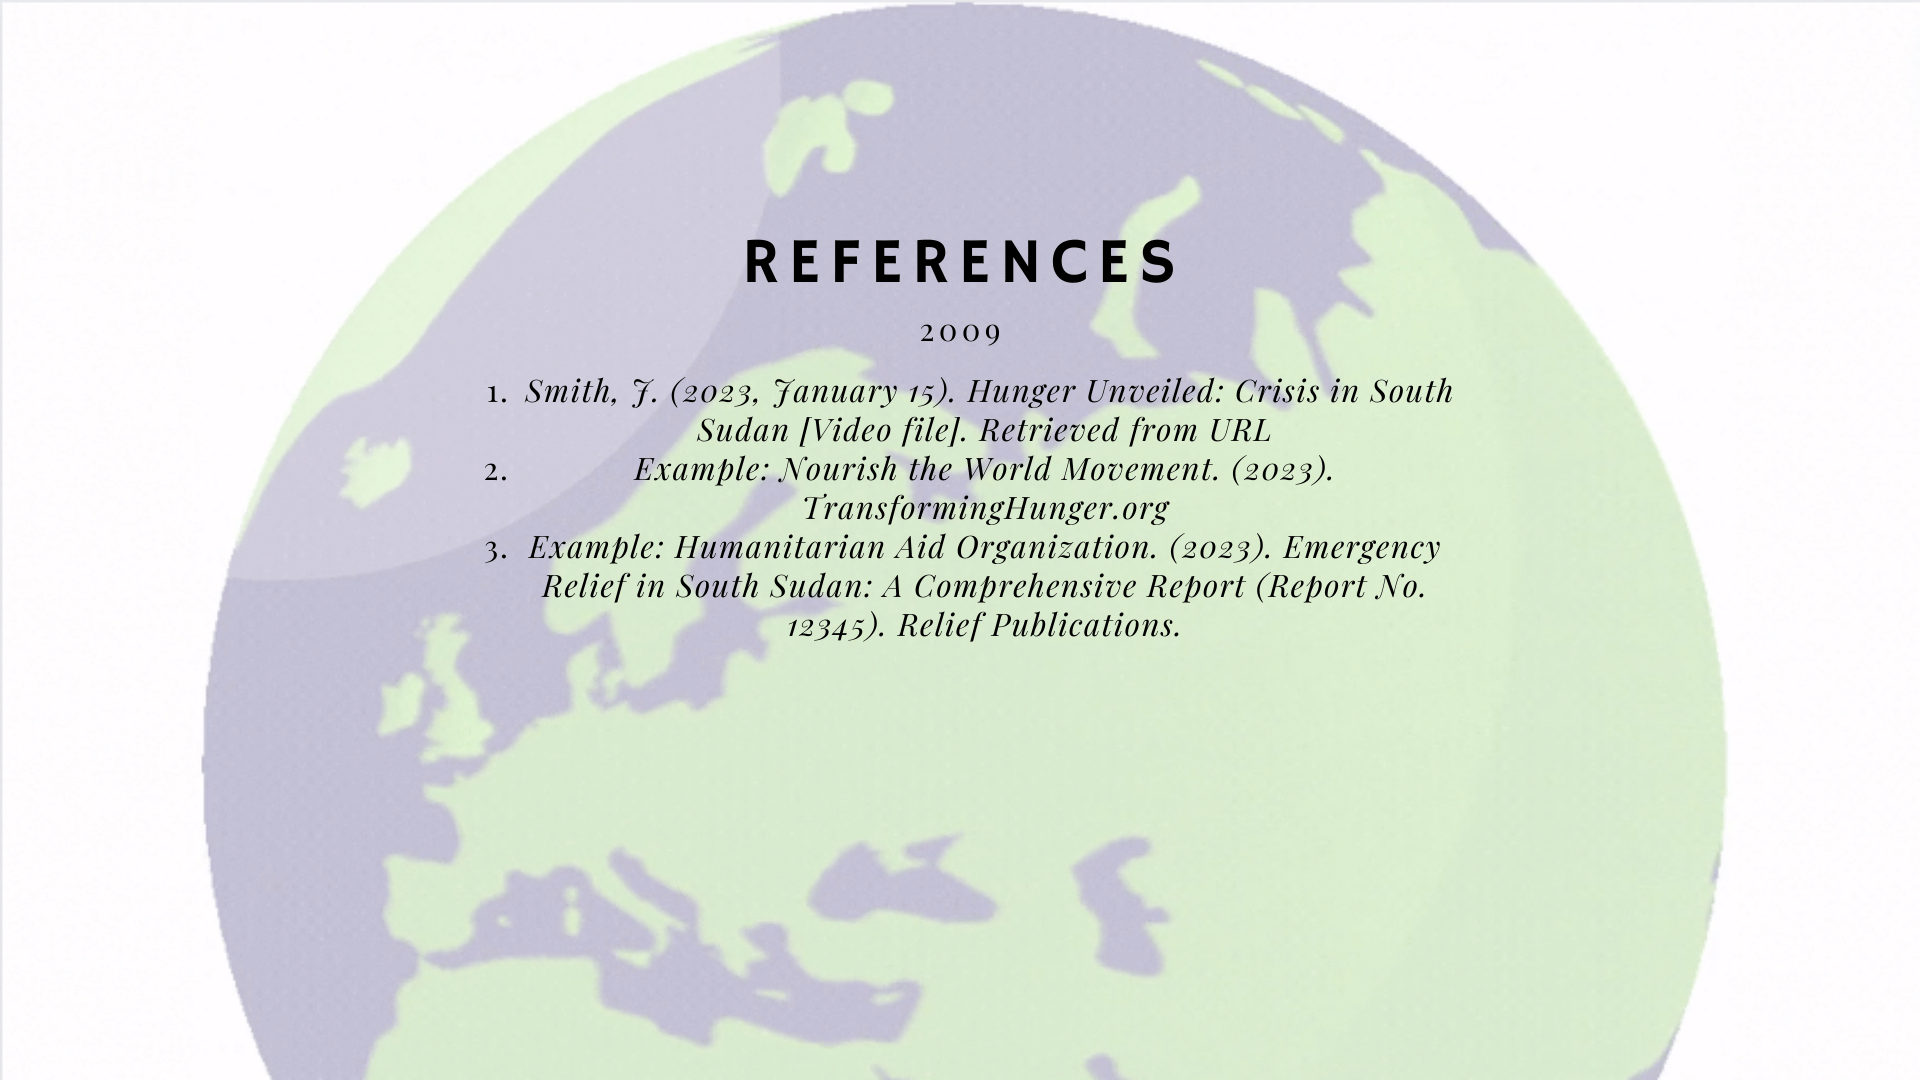 REFERENCES
2009
1. Smith, J. (2023, January 15). Hunger Unveiled: Crisis in South
Sudan [Video file]. Retrieved from URL
2. Example: Nourish the World Movement. (2023).
TransformingHunger.org
3. Example: Humanitarian Aid Organization. (2023). Emergency
Relief in South Sudan: A Comprehensive Report (Report No.
12345). Relief Publications.